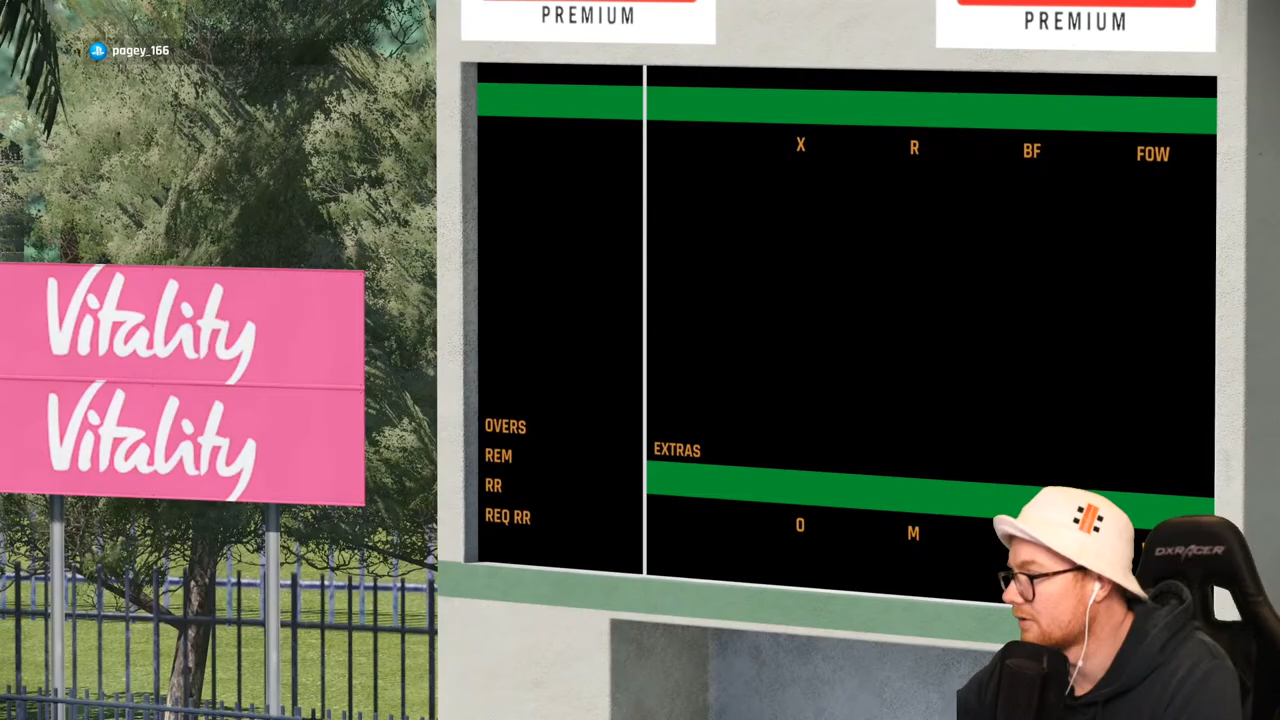 pagey_166
PREMIUM
PREMIUM
X R BF FOW
Vitality
Vitality
OVERS
REM
RR
REQ RR
EXTRAS
O M
DXRACER